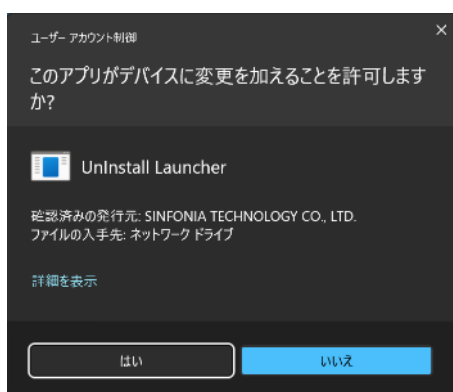 ユーザー アカウント制御
このアプリがデバイスに変更を加えることを許可します
か?
UnInstall Launcher
確認済みの発行元: SINFONIA TECHNOLOGY CO., LTD.
ファイルの入手先: ネットワーク ドライブ
詳細を表示
はい
いいえ